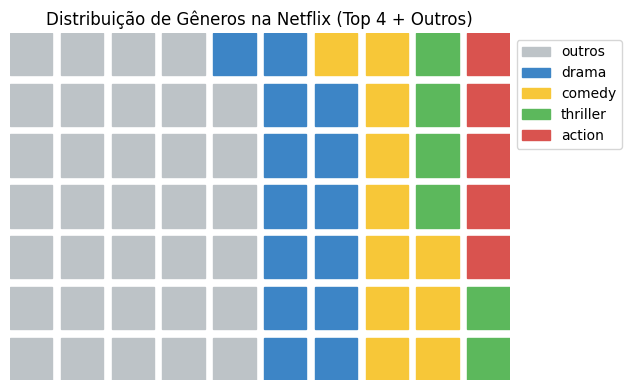 Distribuição de Gêneros na Netflix (Top 4 + Outros)
outros
drama
comedy
thriller
action